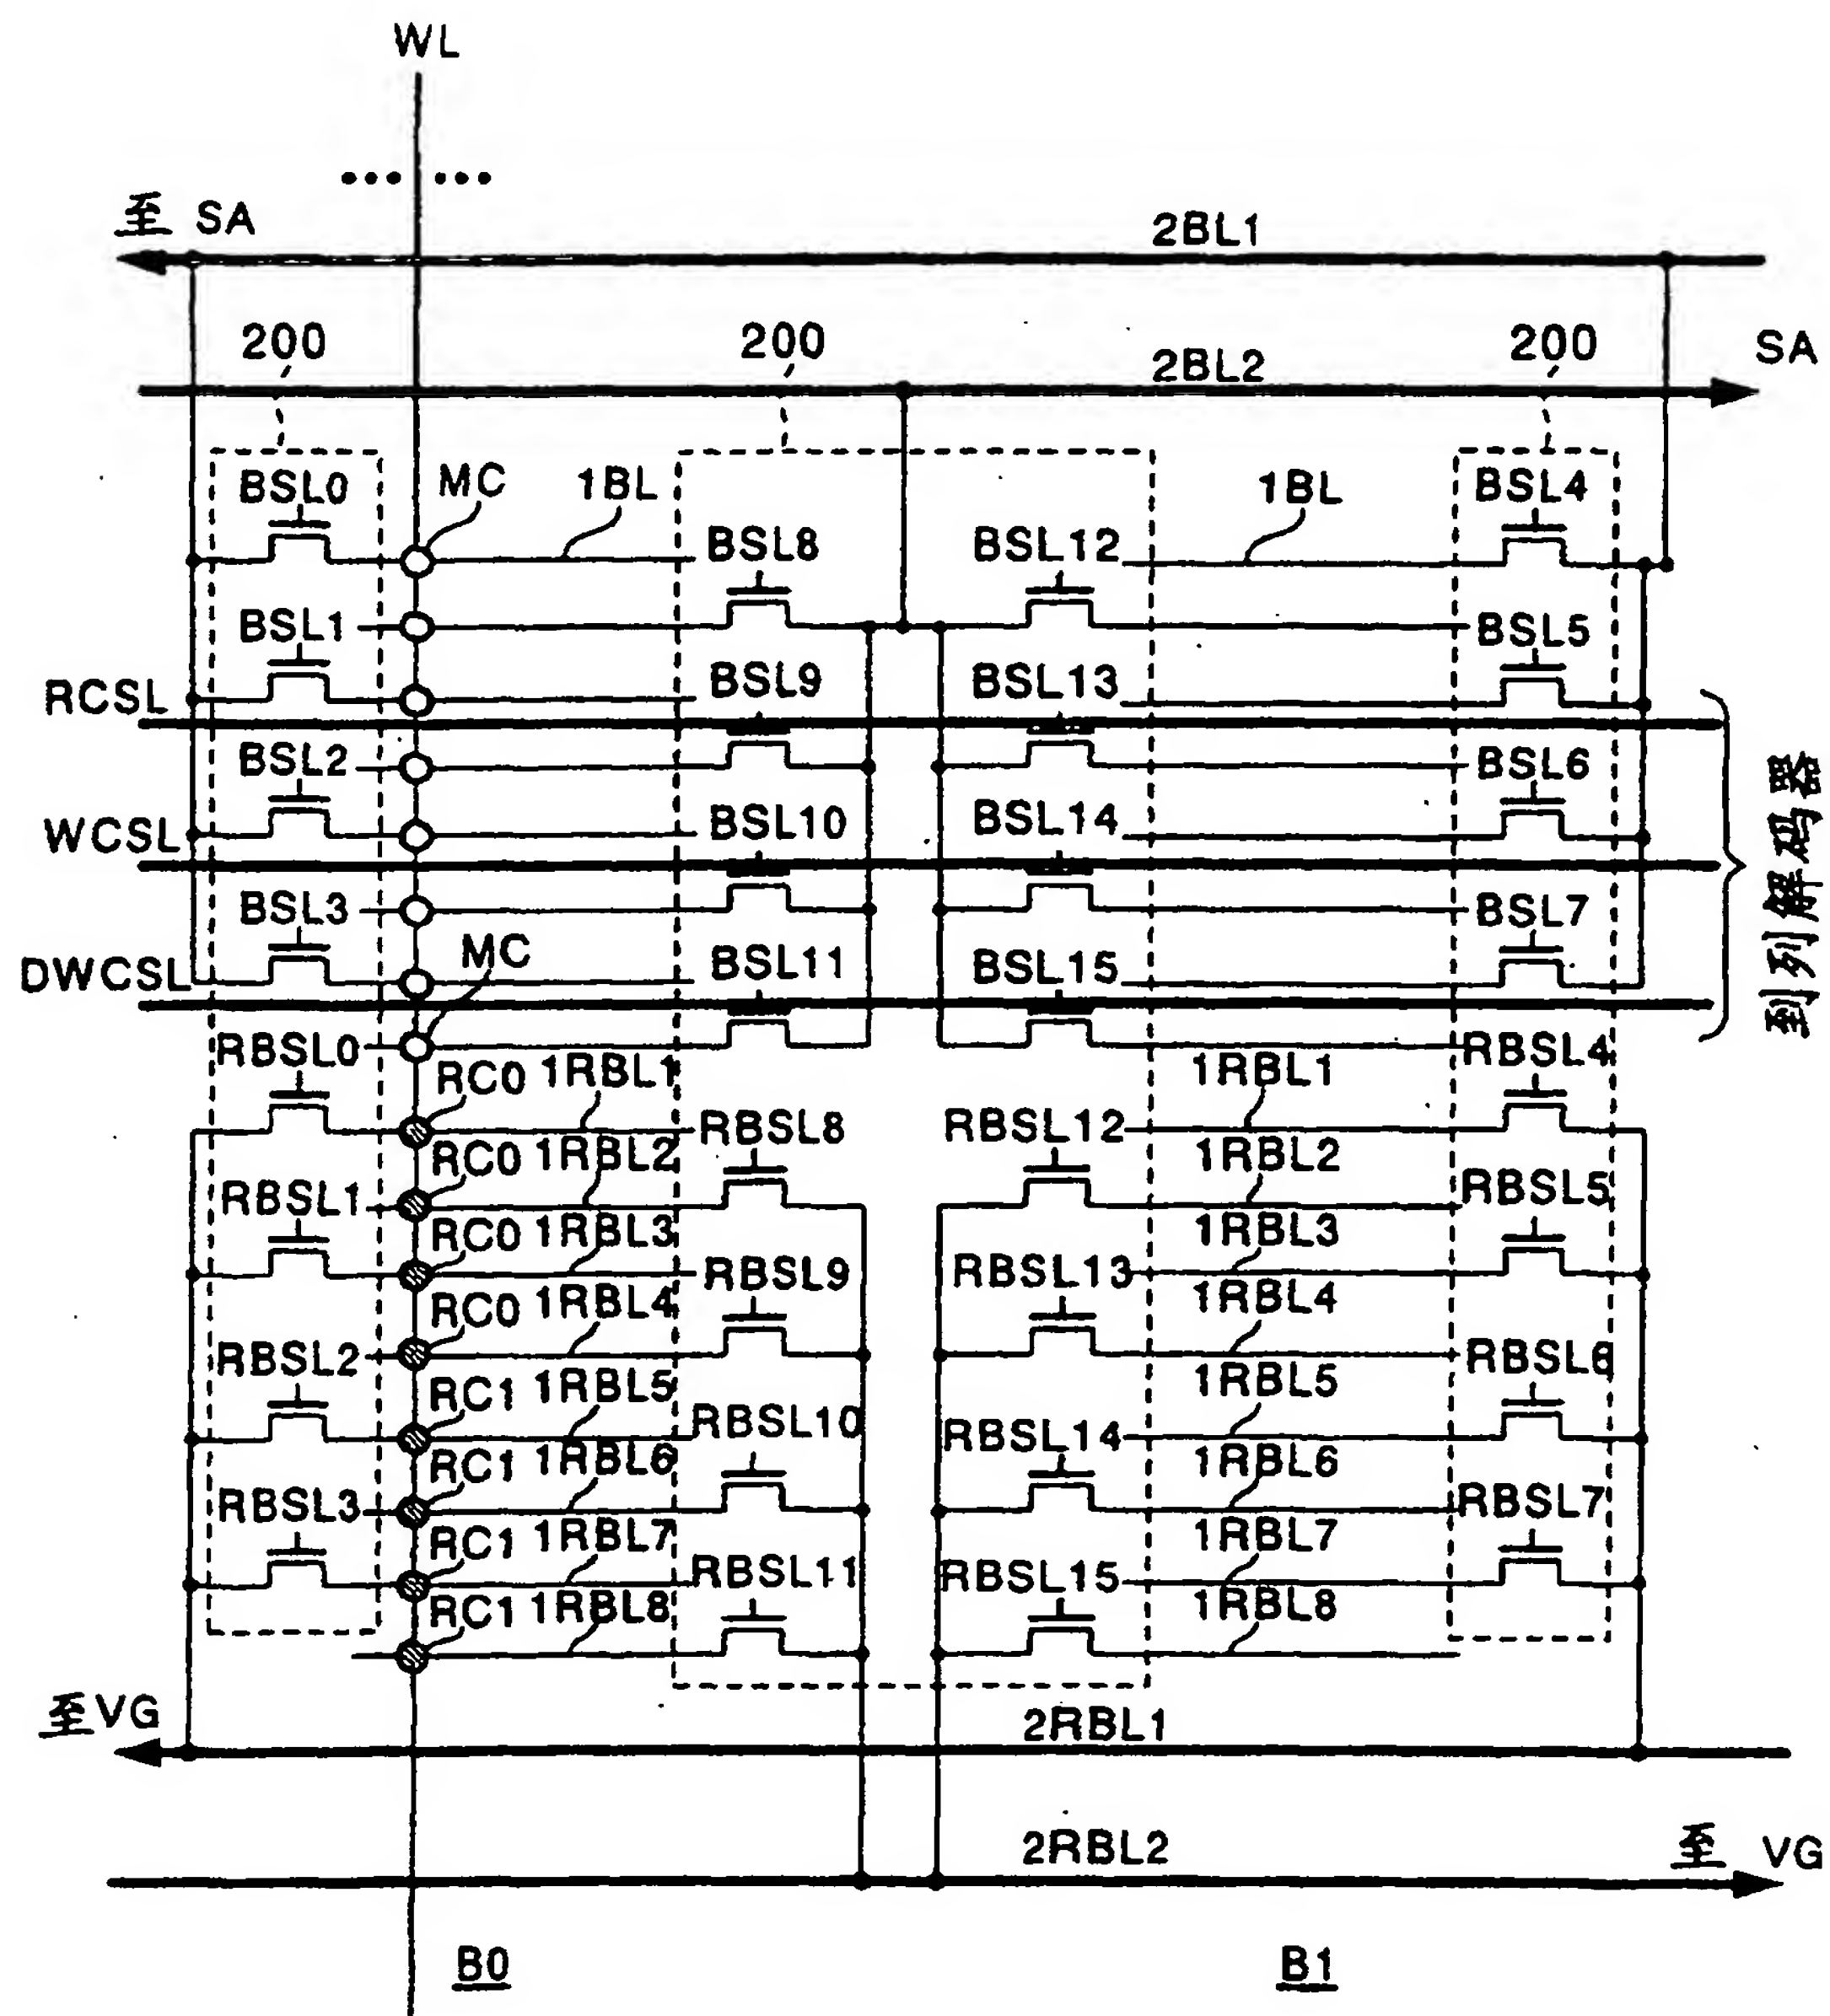 WL
至 SA
2BL1
200
200
200
SA
2BL2
BSL0
MC
1BL
BSL8
BSL12
1BL
BSL4
BSL1
BSL5
RCSL
BSL9
BSL13
BSL2
BSL6
WCSL
BSL10
BSL14
BSL3
BSL7
DWCSL
MC
BSL11
BSL15
到列解码器
RBSL0
RC0
1RBL1
1RBL1
RBSL4
RBSL8
RBSL12
RC0
1RBL2
1RBL2
RBSL1
RBSL5
RC0
1RBL3
1RBL3
RBSL9
RBSL13
RC0
1RBL4
1RBL4
RBSL2
RBSL6
RC1
1RBL5
1RBL5
RBSL10
RBSL14
RC1
1RBL6
1RBL6
RBSL3
RBSL7
RC1
1RBL7
1RBL7
RBSL11
RBSL15
RC1
1RBL8
1RBL8
至VG
2RBL1
2RBL2
至 VG
B0
B1